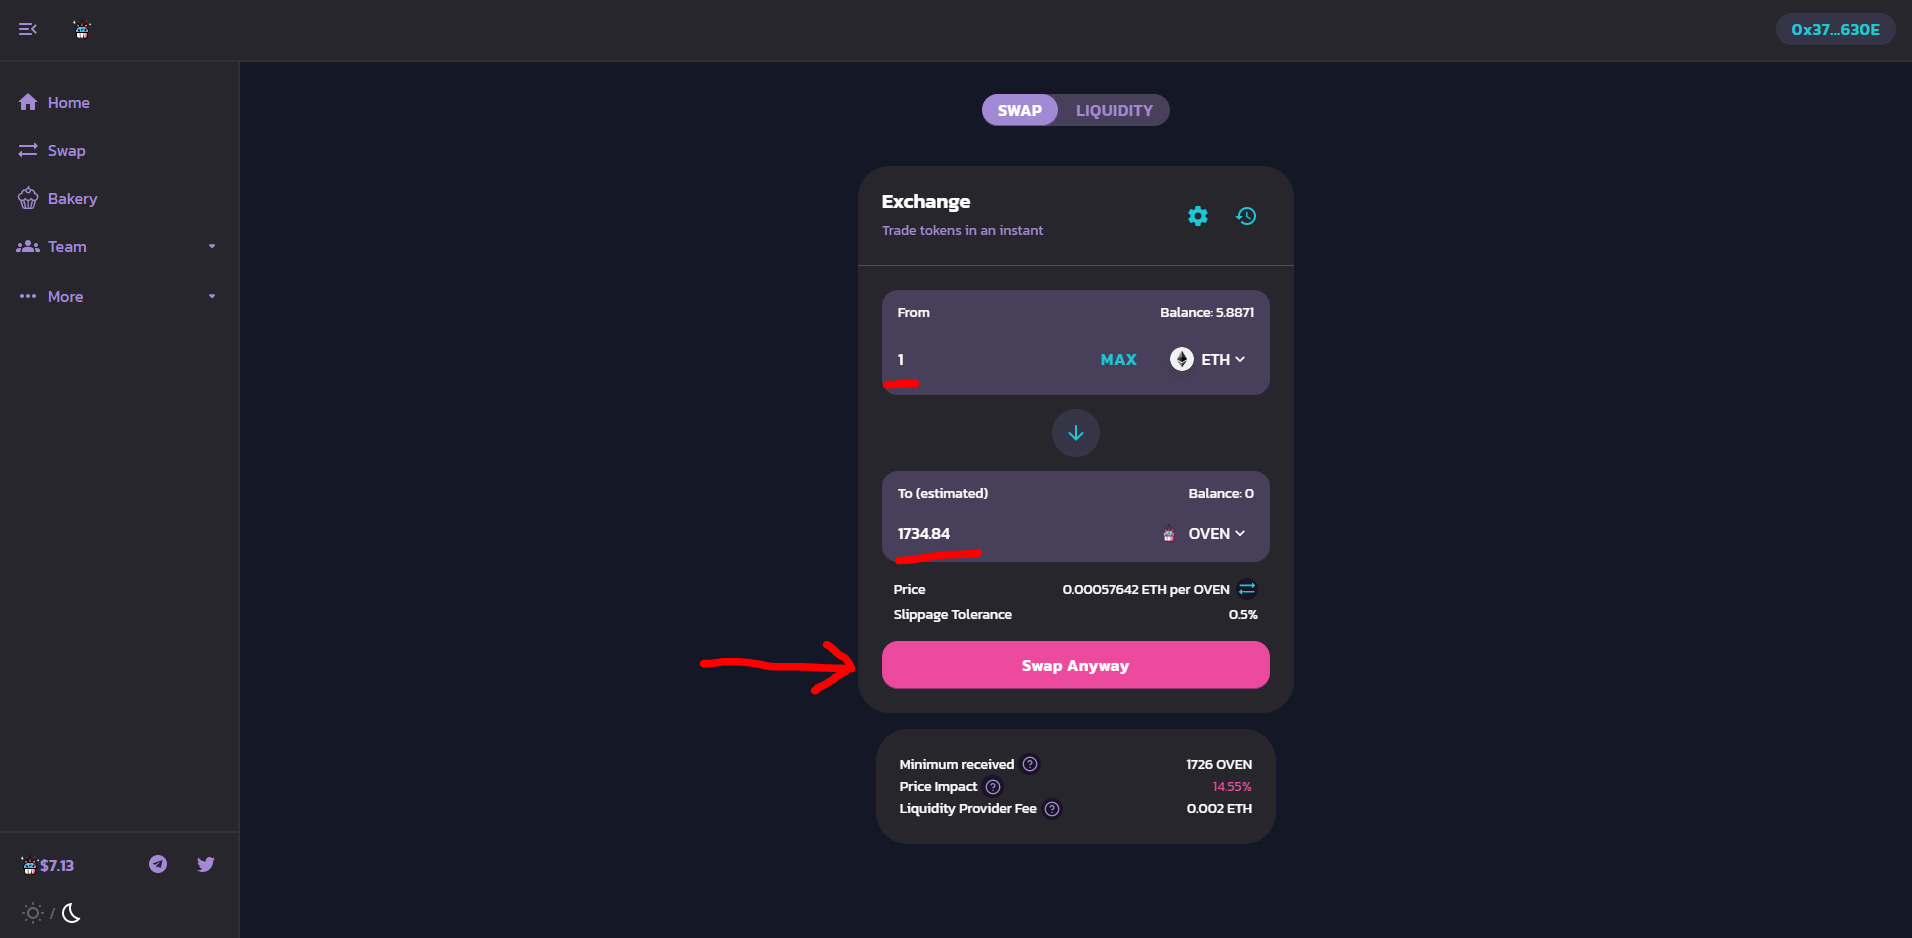 0x37...630E
Home
Swap
Bakery
Team
More
SWAP LIQUIDITY
Exchange
Trade tokens in an instant
From Balance: 5.8871
1 MAX ETH
To (estimated) Balance: 0
1734.84 OVEN
Price 0.00057642 ETH per OVEN
Slippage Tolerance 0.5%
Swap Anyway
Minimum received ? 1726 OVEN
Price Impact ? 14.55%
Liquidity Provider Fee ? 0.002 ETH
$7.13
/